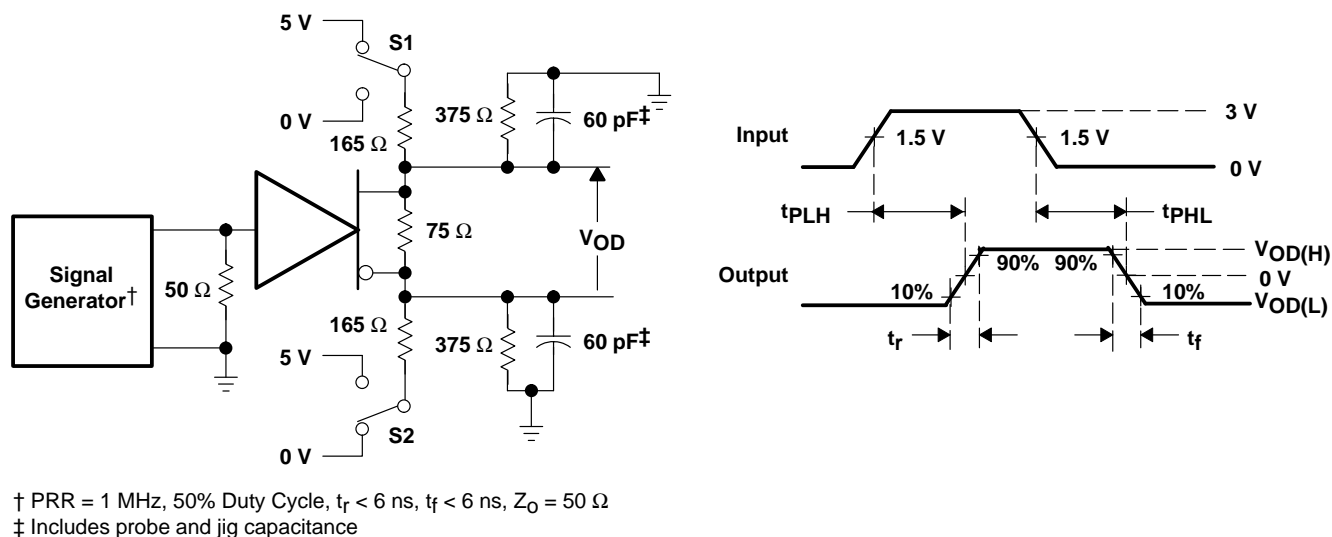 5 V
S1
0 V
165 Ω
375 Ω
60 pF‡
75 Ω
VOD
Signal
Generator†
50 Ω
165 Ω
375 Ω
60 pF‡
5 V
S2
0 V
Input
3 V
1.5 V
1.5 V
0 V
tPLH
tPHL
Output
VOD(H)
90%
90%
0 V
10%
10%
VOD(L)
tr
tf
† PRR = 1 MHz, 50% Duty Cycle, tr < 6 ns, tf < 6 ns, ZO = 50 Ω
‡ Includes probe and jig capacitance